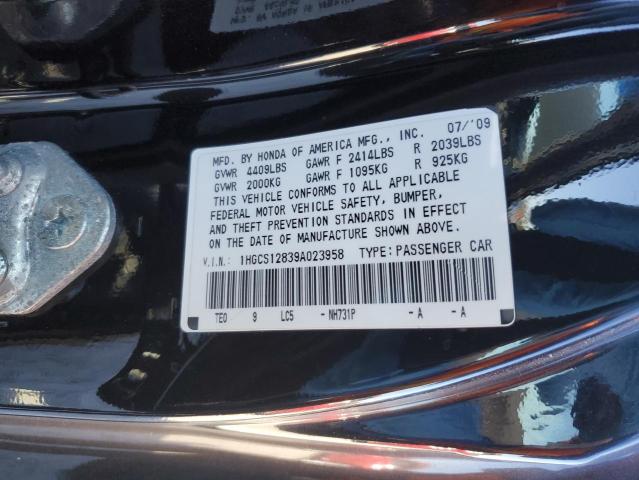 MFD. BY HONDA OF AMERICA MFG., INC. 07/'09
GVWR 4409LBS GAWR F 2414LBS R 2039LBS
GVWR 2000KG GAWR F 1095KG R 925KG
THIS VEHICLE CONFORMS TO ALL APPLICABLE
FEDERAL MOTOR VEHICLE SAFETY, BUMPER,
AND THEFT PREVENTION STANDARDS IN EFFECT
ON THE DATE OF MANUFACTURE SHOWN ABOVE.
V.I.N.: 1HGCS12839A023958 TYPE: PASSENGER CAR
TE0 9 LC5 - NH731P - A - A